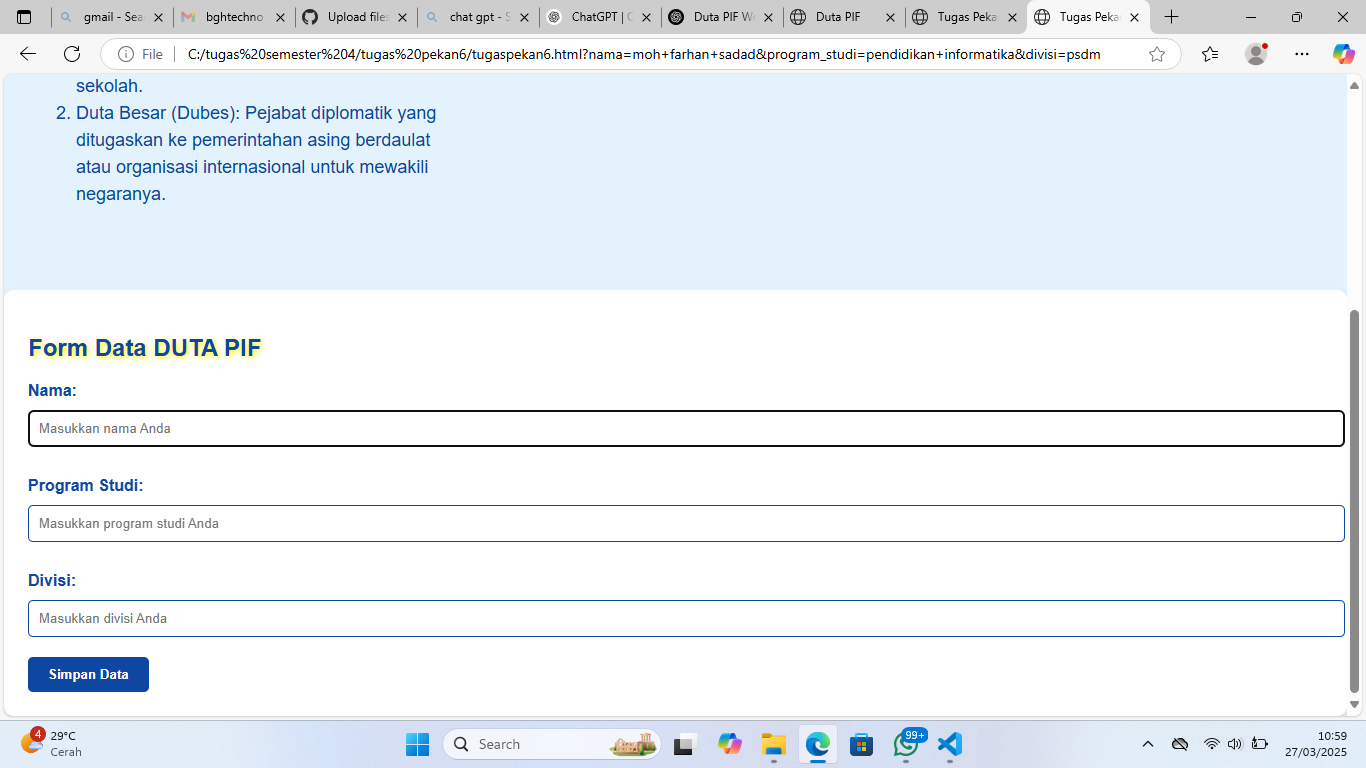 gmail - Sea
bghtechno
Upload files
chat gpt - S
ChatGPT | C
Duta PIF We
Duta PIF
Tugas Pekan
Tugas Pekan
File
C:/tugas%20semester%204/tugas%20pekan6/tugaspekan6.html?nama=moh+farhan+sadad&program_studi=pendidikan+informatika&divisi=psdm
sekolah.
2. Duta Besar (Dubes): Pejabat diplomatik yang
ditugaskan ke pemerintahan asing berdaulat
atau organisasi internasional untuk mewakili
negaranya.
Form Data DUTA PIF
Nama:
Masukkan nama Anda
Program Studi:
Masukkan program studi Anda
Divisi:
Masukkan divisi Anda
Simpan Data
4
29°C
Cerah
Search
99+
10:59
27/03/2025